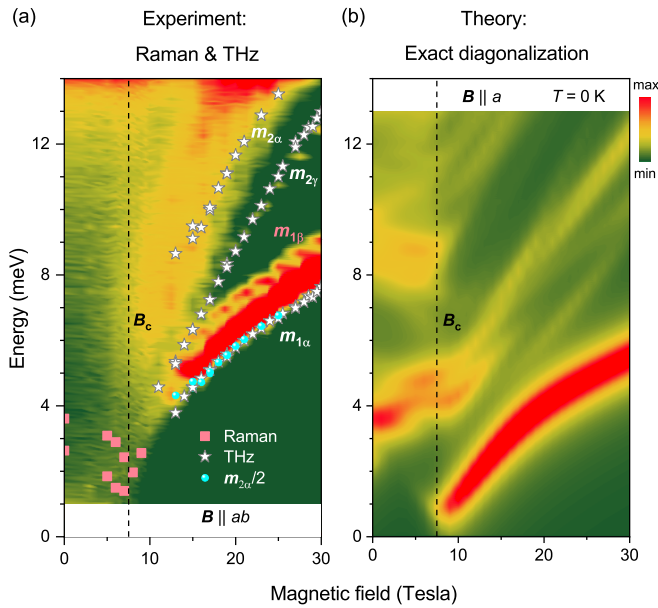 (a)
Experiment:
Raman & THz
(b)
Theory:
Exact diagonalization
B || a
T = 0 K
max
min
12
8
4
0
Energy (meV)
m2α
m2γ
m1β
m1α
Bc
Raman
THz
m2α/2
B || ab
0
10
20
30
12
8
4
0
Bc
0
10
20
30
Magnetic field (Tesla)